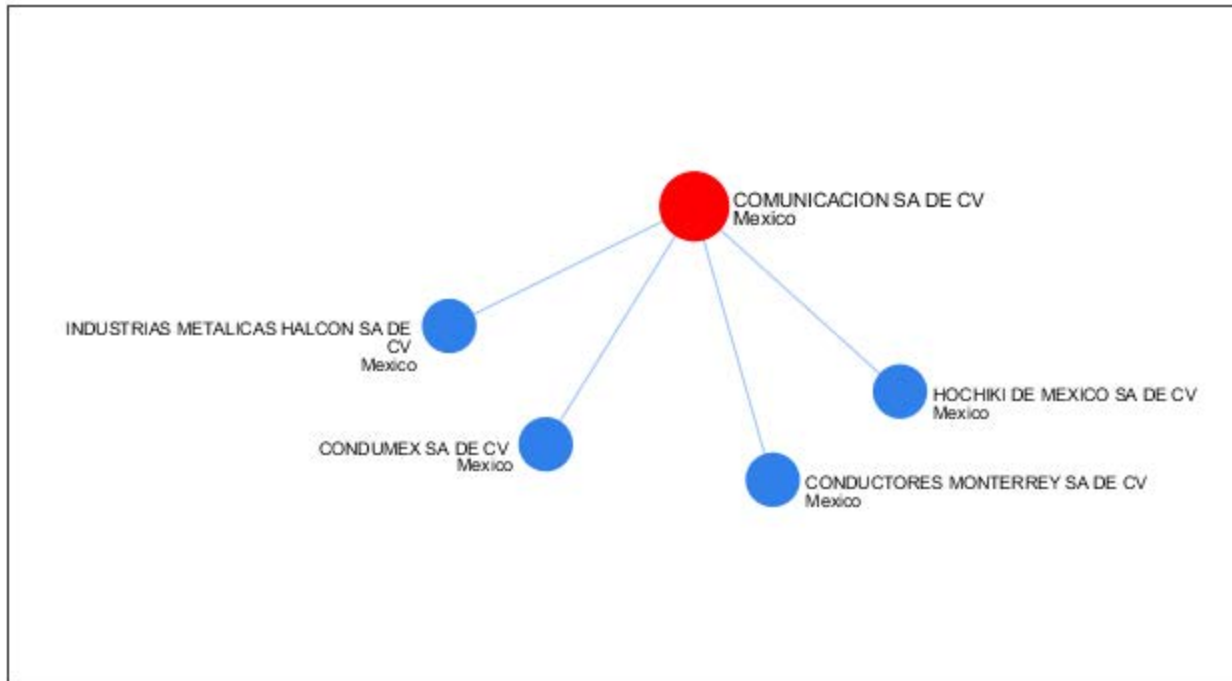 COMUNICACION SA DE CV
Mexico
INDUSTRIAS METALICAS HALCON SA DE
CV
Mexico
HOCHIKI DE MEXICO SA DE CV
Mexico
CONDUMEX SA DE CV
Mexico
CONDUCTORES MONTERREY SA DE CV
Mexico